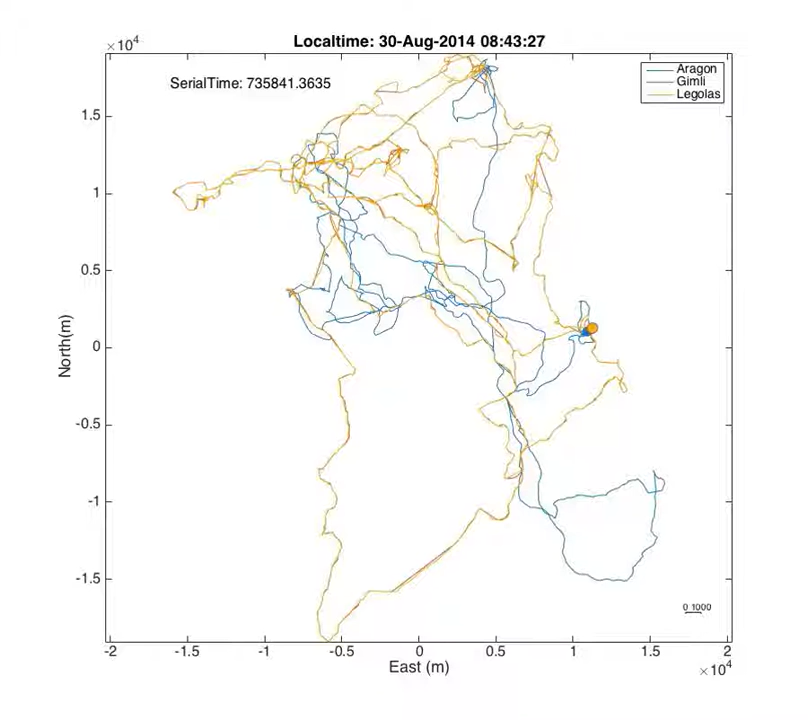 Localtime: 30-Aug-2014 08:43:27
×10⁴
SerialTime: 735841.3635
Aragon
Gimli
Legolas
1.5
1
0.5
0
-0.5
-1
-1.5
North(m)
0 1000
-2 -1.5 -1 -0.5 0 0.5 1 1.5 2
East (m)
×10⁴